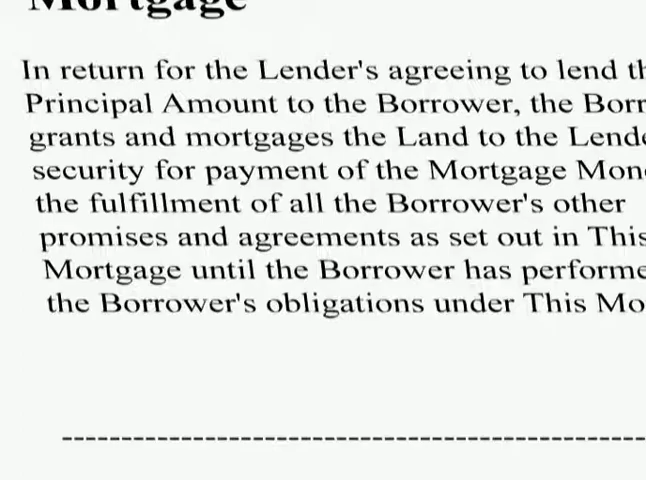 Mortgage
In return for the Lender's agreeing to lend th
Principal Amount to the Borrower, the Borr
grants and mortgages the Land to the Lende
security for payment of the Mortgage Mon
the fulfillment of all the Borrower's other
promises and agreements as set out in This
Mortgage until the Borrower has performe
the Borrower's obligations under This Mo